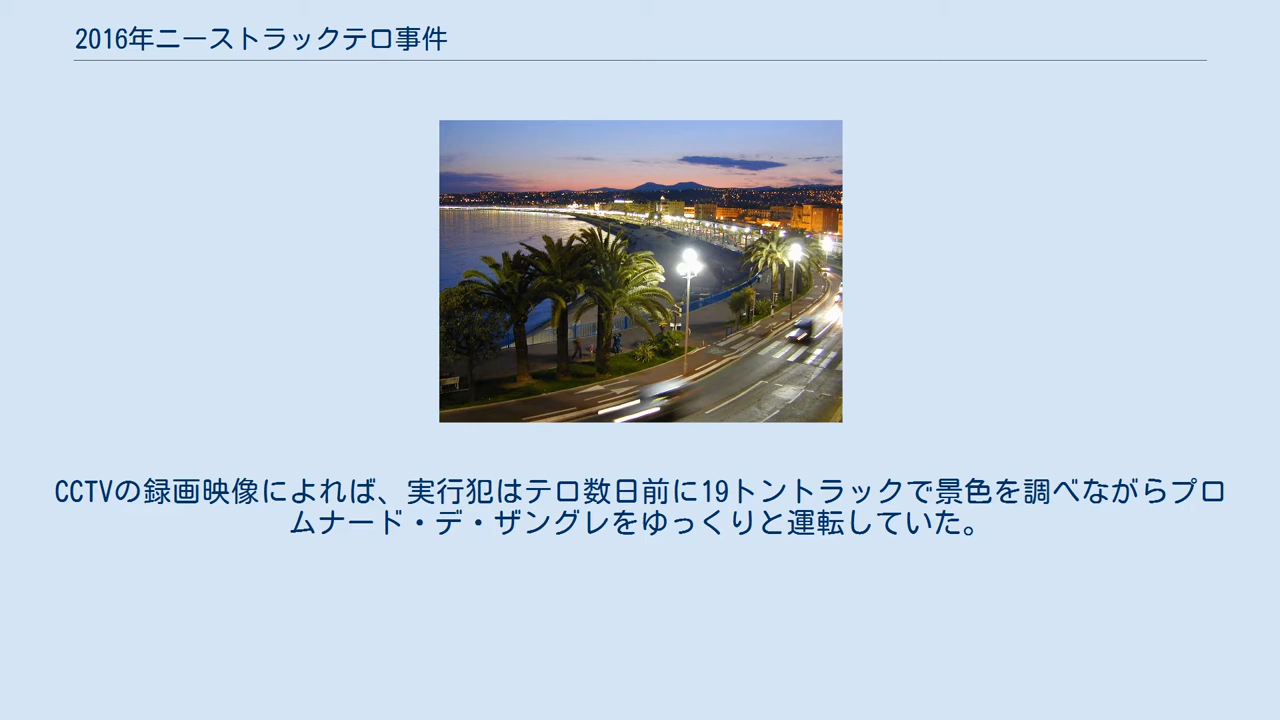 2016年ニーストラックテロ事件
CCTVの録画映像によれば、実行犯はテロ数日前に19トントラックで景色を調べながらプロ
ムナード・デ・ザングレをゆっくりと運転していた。